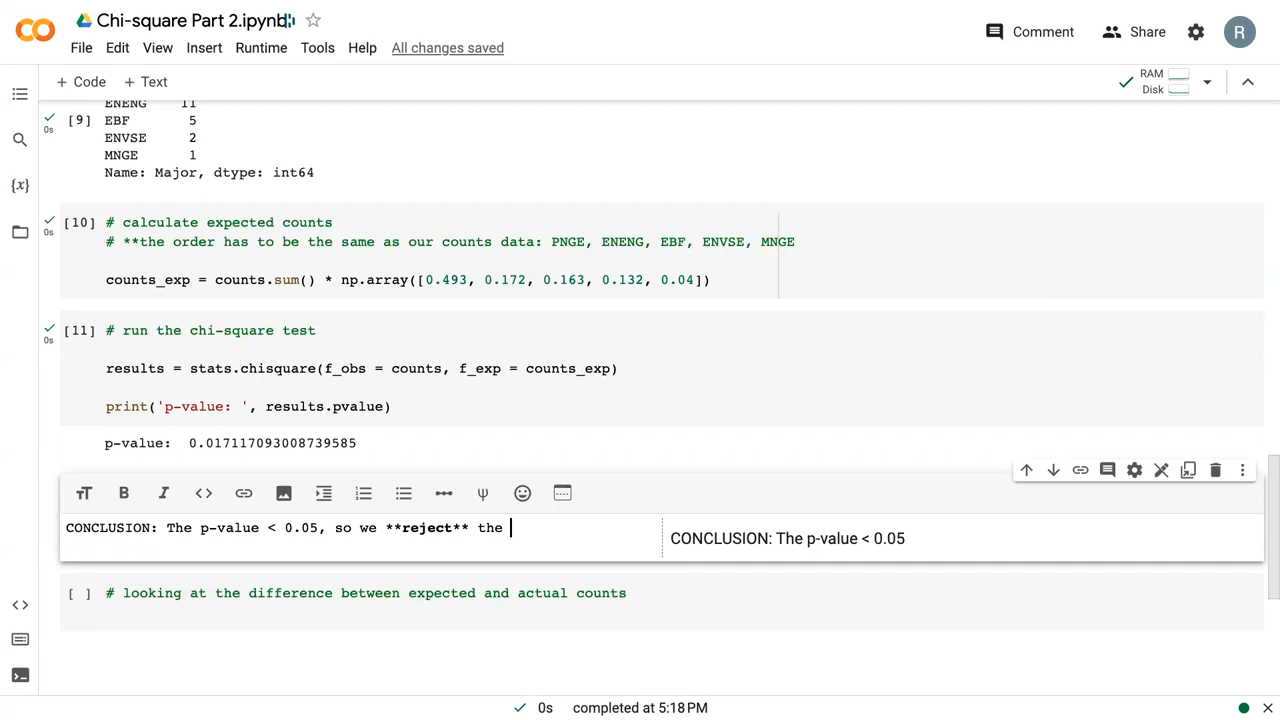 Chi-square Part 2.ipynb
File Edit View Insert Runtime Tools Help All changes saved
Comment Share R
+ Code + Text
RAM
Disk
ENENG 11
[9] EBF 5
0s
ENVSE 2
MNGE 1
Name: Major, dtype: int64
[10] # calculate expected counts
0s
# **the order has to be the same as our counts data: PNGE, ENENG, EBF, ENVSE, MNGE
counts_exp = counts.sum() * np.array([0.493, 0.172, 0.163, 0.132, 0.04])
[11] # run the chi-square test
0s
results = stats.chisquare(f_obs = counts, f_exp = counts_exp)
print('p-value: ', results.pvalue)
p-value: 0.017117093008739585
CONCLUSION: The p-value < 0.05, so we **reject** the
CONCLUSION: The p-value < 0.05
[ ] # looking at the difference between expected and actual counts
0s completed at 5:18 PM